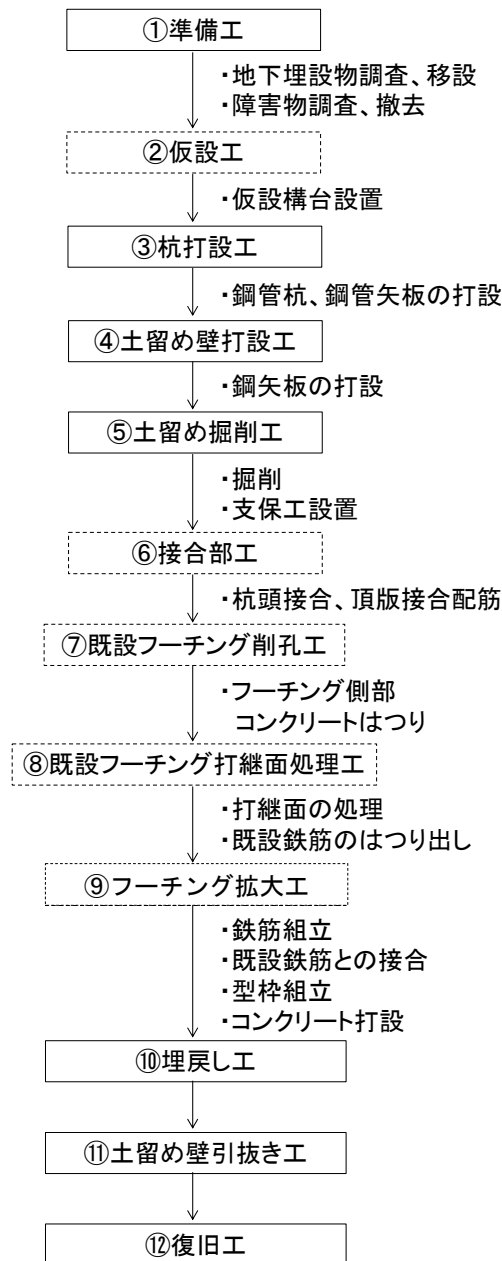 ①準備工
・地下埋設物調査、移設
・障害物調査、撤去
②仮設工
・仮設構台設置
③杭打設工
・鋼管杭、鋼管矢板の打設
④土留め壁打設工
・鋼矢板の打設
⑤土留め掘削工
・掘削
・支保工設置
⑥接合部工
・杭頭接合、頂版接合配筋
⑦既設フーチング削孔工
・フーチング側部
コンクリートはつり
⑧既設フーチング打継面処理工
・打継面の処理
・既設鉄筋のはつり出し
⑨フーチング拡大工
・鉄筋組立
・既設鉄筋との接合
・型枠組立
・コンクリート打設
⑩埋戻し工
⑪土留め壁引抜き工
⑫復旧工